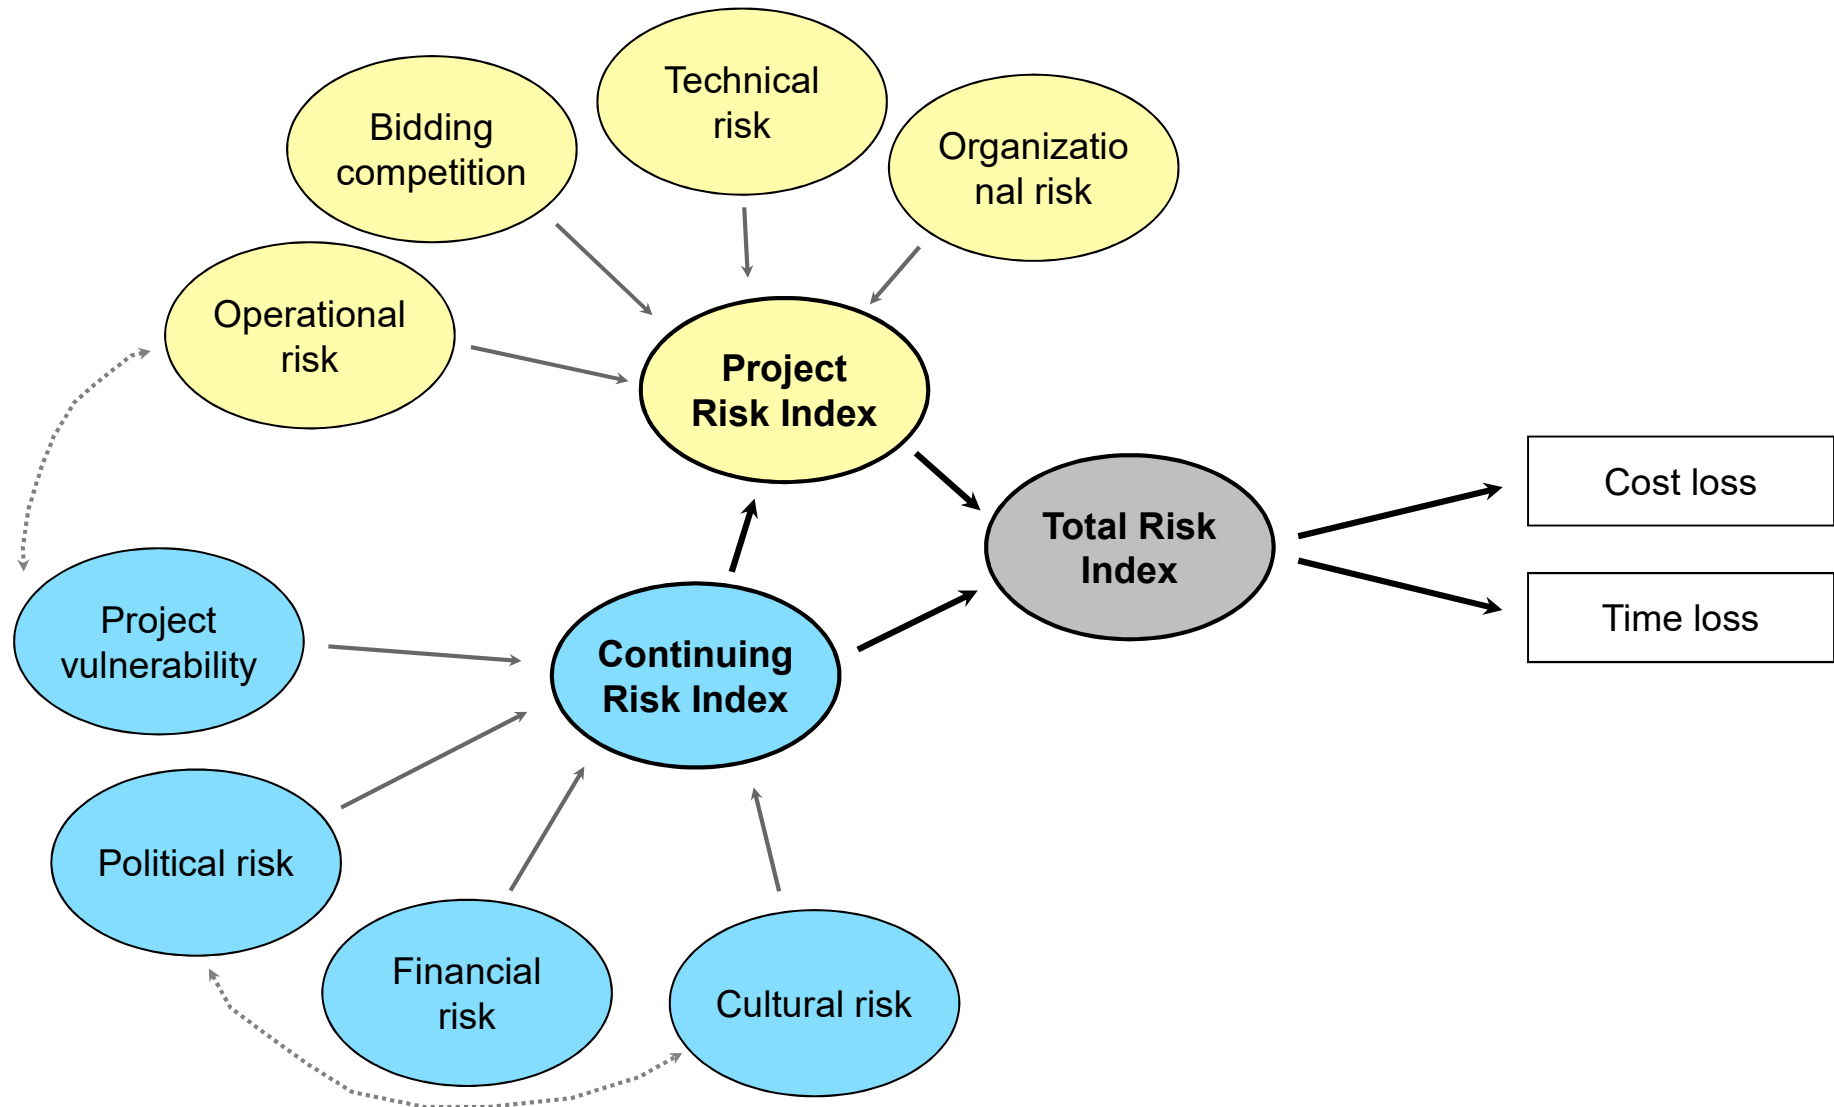 Technical
risk
Bidding
competition
Organizatio
nal risk
Operational
risk
Project
Risk Index
Cost loss
Total Risk
Index
Time loss
Project
vulnerability
Continuing
Risk Index
Political risk
Financial
risk
Cultural risk